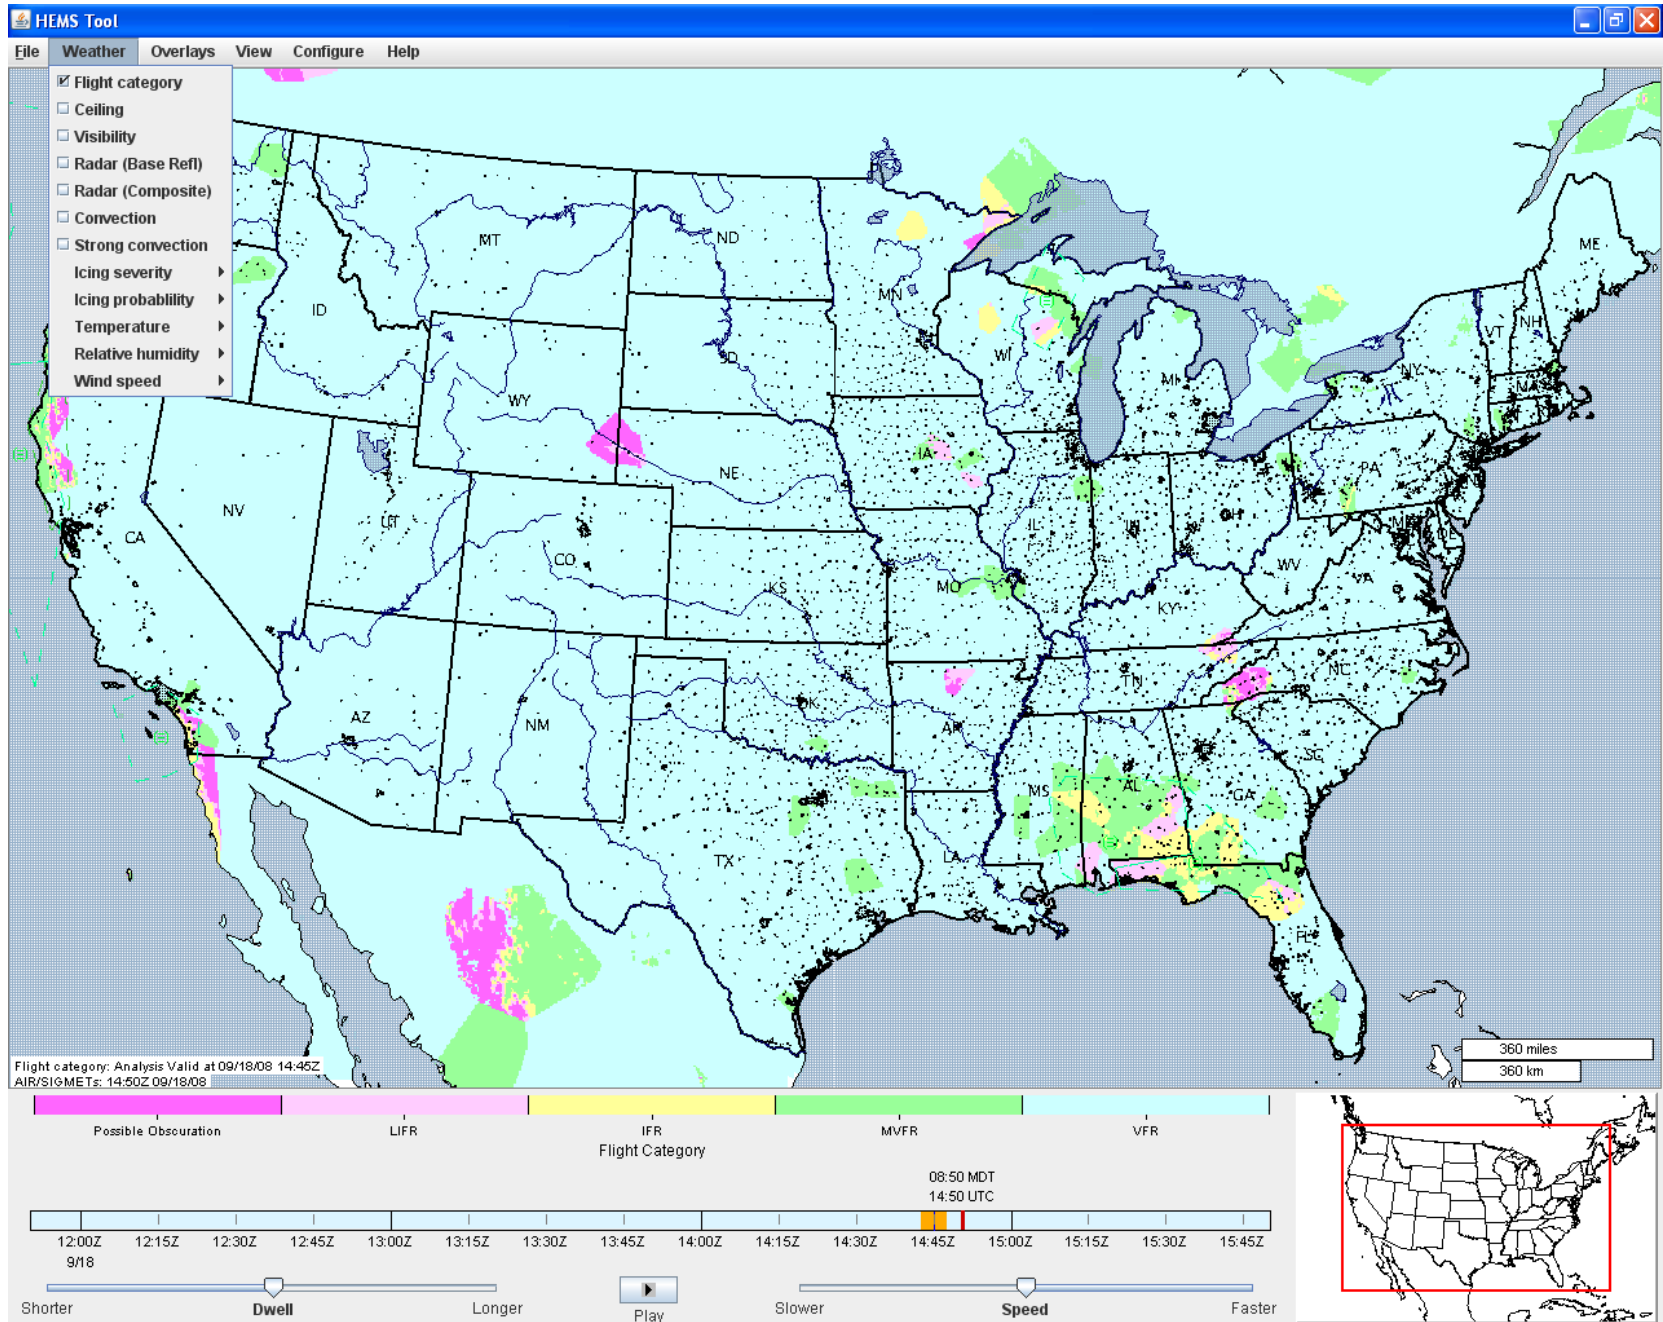 HEMS Tool
File Weather Overlays View Configure Help
Flight category
Ceiling
Visibility
Radar (Base Refl)
Radar (Composite)
Convection
Strong convection
Icing severity
Icing probablility
Temperature
Relative humidity
Wind speed
MT
ND
MN
ME
ID
SD
WI
MI
VT
NH
NY
MA
WY
IA
NE
PA
NV
UT
CA
CO
IL
IN
OH
KS
MO
WV
VA
KY
DE
AZ
NM
OK
AR
TN
NC
SC
MS
AL
GA
TX
LA
FL
Flight category: Analysis Valid at 09/18/08 14:45Z
AIR/SIGMETs: 14:50Z 09/18/08
360 miles
360 km
Possible Obscuration LIFR IFR MVFR VFR
Flight Category
08:50 MDT
14:50 UTC
12:00Z 12:15Z 12:30Z 12:45Z 13:00Z 13:15Z 13:30Z 13:45Z 14:00Z 14:15Z 14:30Z 14:45Z 15:00Z 15:15Z 15:30Z 15:45Z
9/18
Shorter Dwell Longer Play Slower Speed Faster